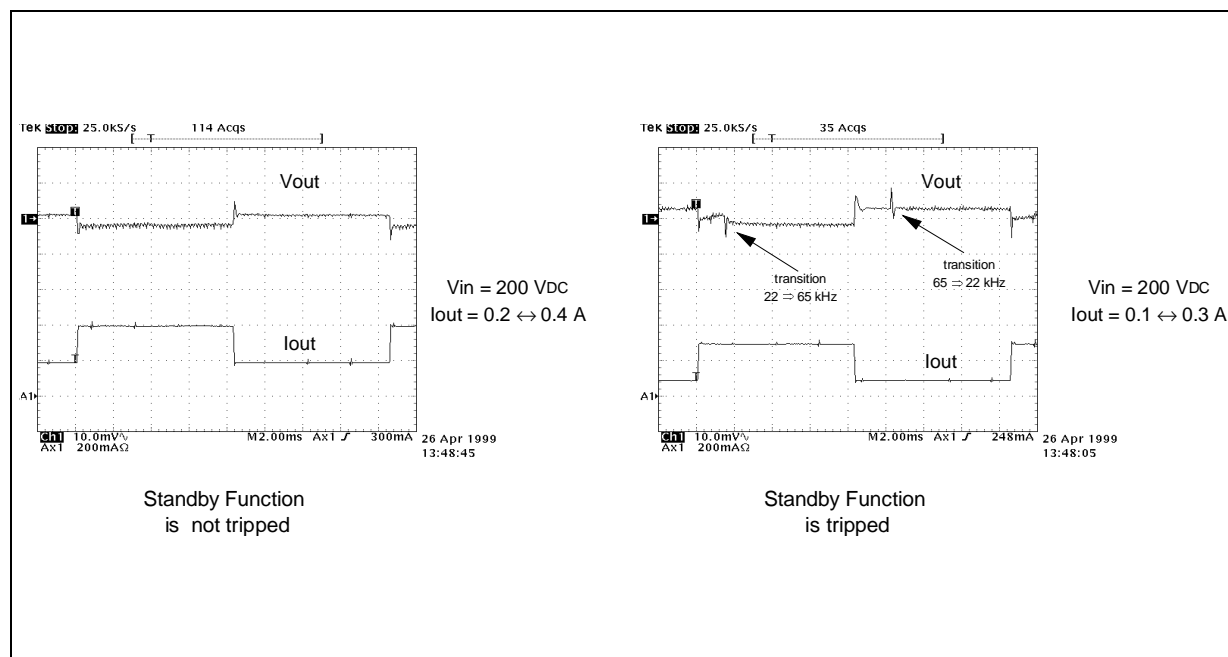 Tek Stop: 25.0kS/s 114 Acqs
[ T ]
Vout
T
1→
Iout
T
A1
Ch1 10.0mV M2.00ms Ax1 300mA
Ax1 200mAΩ
26 Apr 1999
13:48:45
Vin = 200 VDC
Iout = 0.2 ↔ 0.4 A
Standby Function
is not tripped
Tek Stop: 25.0kS/s 35 Acqs
[ T ]
Vout
T
1→
transition
22 ⇒ 65 kHz
transition
65 ⇒ 22 kHz
Iout
T
A1
Ch1 10.0mV M2.00ms Ax1 248mA
Ax1 200mAΩ
26 Apr 1999
13:48:05
Vin = 200 VDC
Iout = 0.1 ↔ 0.3 A
Standby Function
is tripped